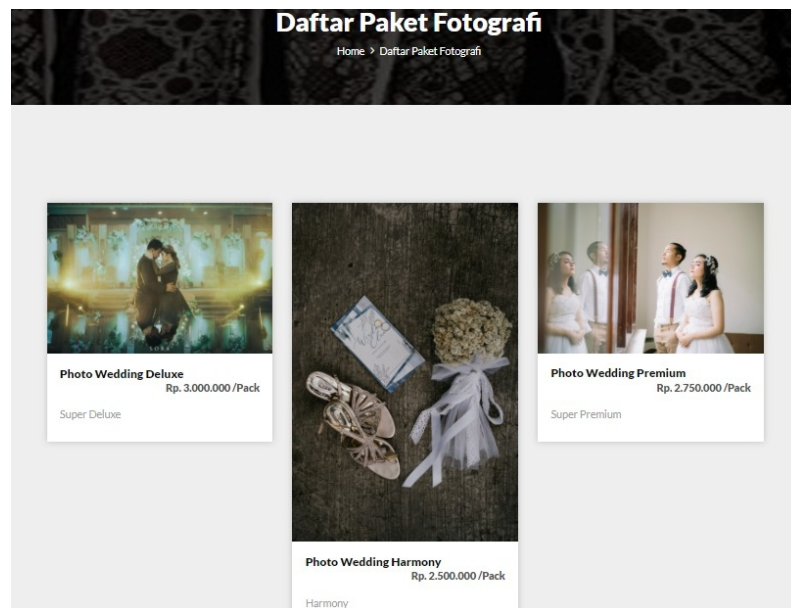 Daftar Paket Fotografi
Home > Daftar Paket Fotografi
Photo Wedding Deluxe
Rp. 3.000.000 /Pack
Super Deluxe
Photo Wedding Harmony
Rp. 2.500.000 /Pack
Harmony
Photo Wedding Premium
Rp. 2.750.000 /Pack
Super Premium